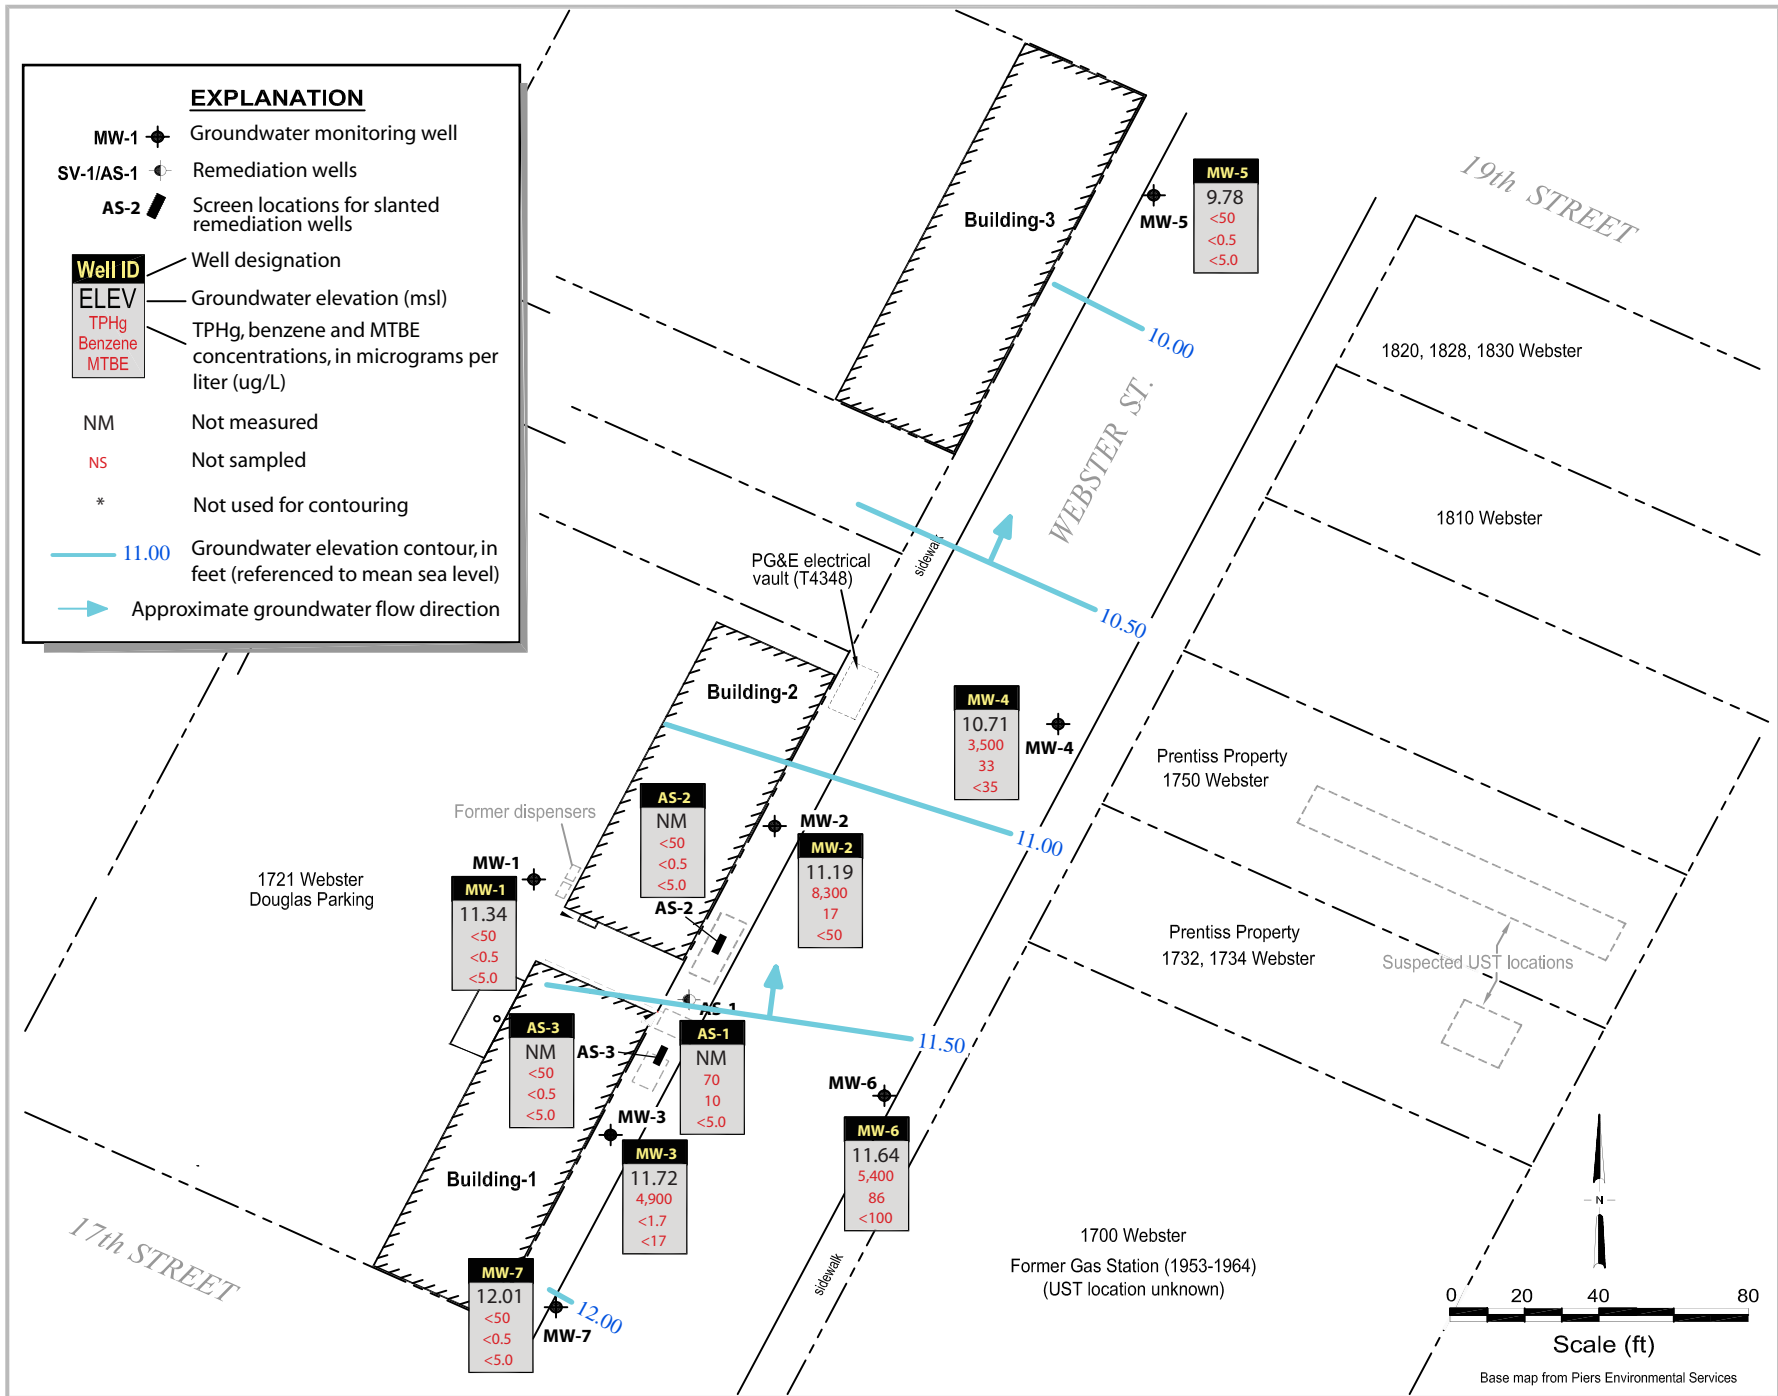 EXPLANATION
MW-1
Groundwater monitoring well
SV-1/AS-1
Remediation wells
AS-2
Screen locations for slanted
remediation wells
Well ID
Well designation
ELEV
Groundwater elevation (msl)
TPHg
Benzene
MTBE
TPHg, benzene and MTBE
concentrations, in micrograms per
liter (ug/L)
NM
Not measured
NS
Not sampled
*
Not used for contouring
11.00
Groundwater elevation contour, in
feet (referenced to mean sea level)
Approximate groundwater flow direction
19th STREET
WEBSTER ST.
17th STREET
Building-3
MW-5
MW-5
9.78
<50
<0.5
<5.0
10.00
1820, 1828, 1830 Webster
1810 Webster
PG&E electrical
vault (T4348)
sidewalk
10.50
Building-2
MW-4
10.71
3,500
33
<35
MW-4
Prentiss Property
1750 Webster
11.00
AS-2
NM
<50
<0.5
<5.0
AS-2
Former dispensers
MW-2
MW-2
11.19
8,300
17
<50
MW-1
MW-1
11.34
<50
<0.5
<5.0
1721 Webster
Douglas Parking
Prentiss Property
1732, 1734 Webster
Suspected UST locations
AS-1
AS-1
NM
70
10
<5.0
11.50
AS-3
NM
<50
<0.5
<5.0
AS-3
MW-6
MW-6
11.64
5,400
86
<100
MW-3
MW-3
11.72
4,900
<1.7
<17
Building-1
MW-7
12.01
<50
<0.5
<5.0
MW-7
12.00
sidewalk
1700 Webster
Former Gas Station (1953-1964)
(UST location unknown)
N
0 20 40 80
Scale (ft)
Base map from Piers Environmental Services